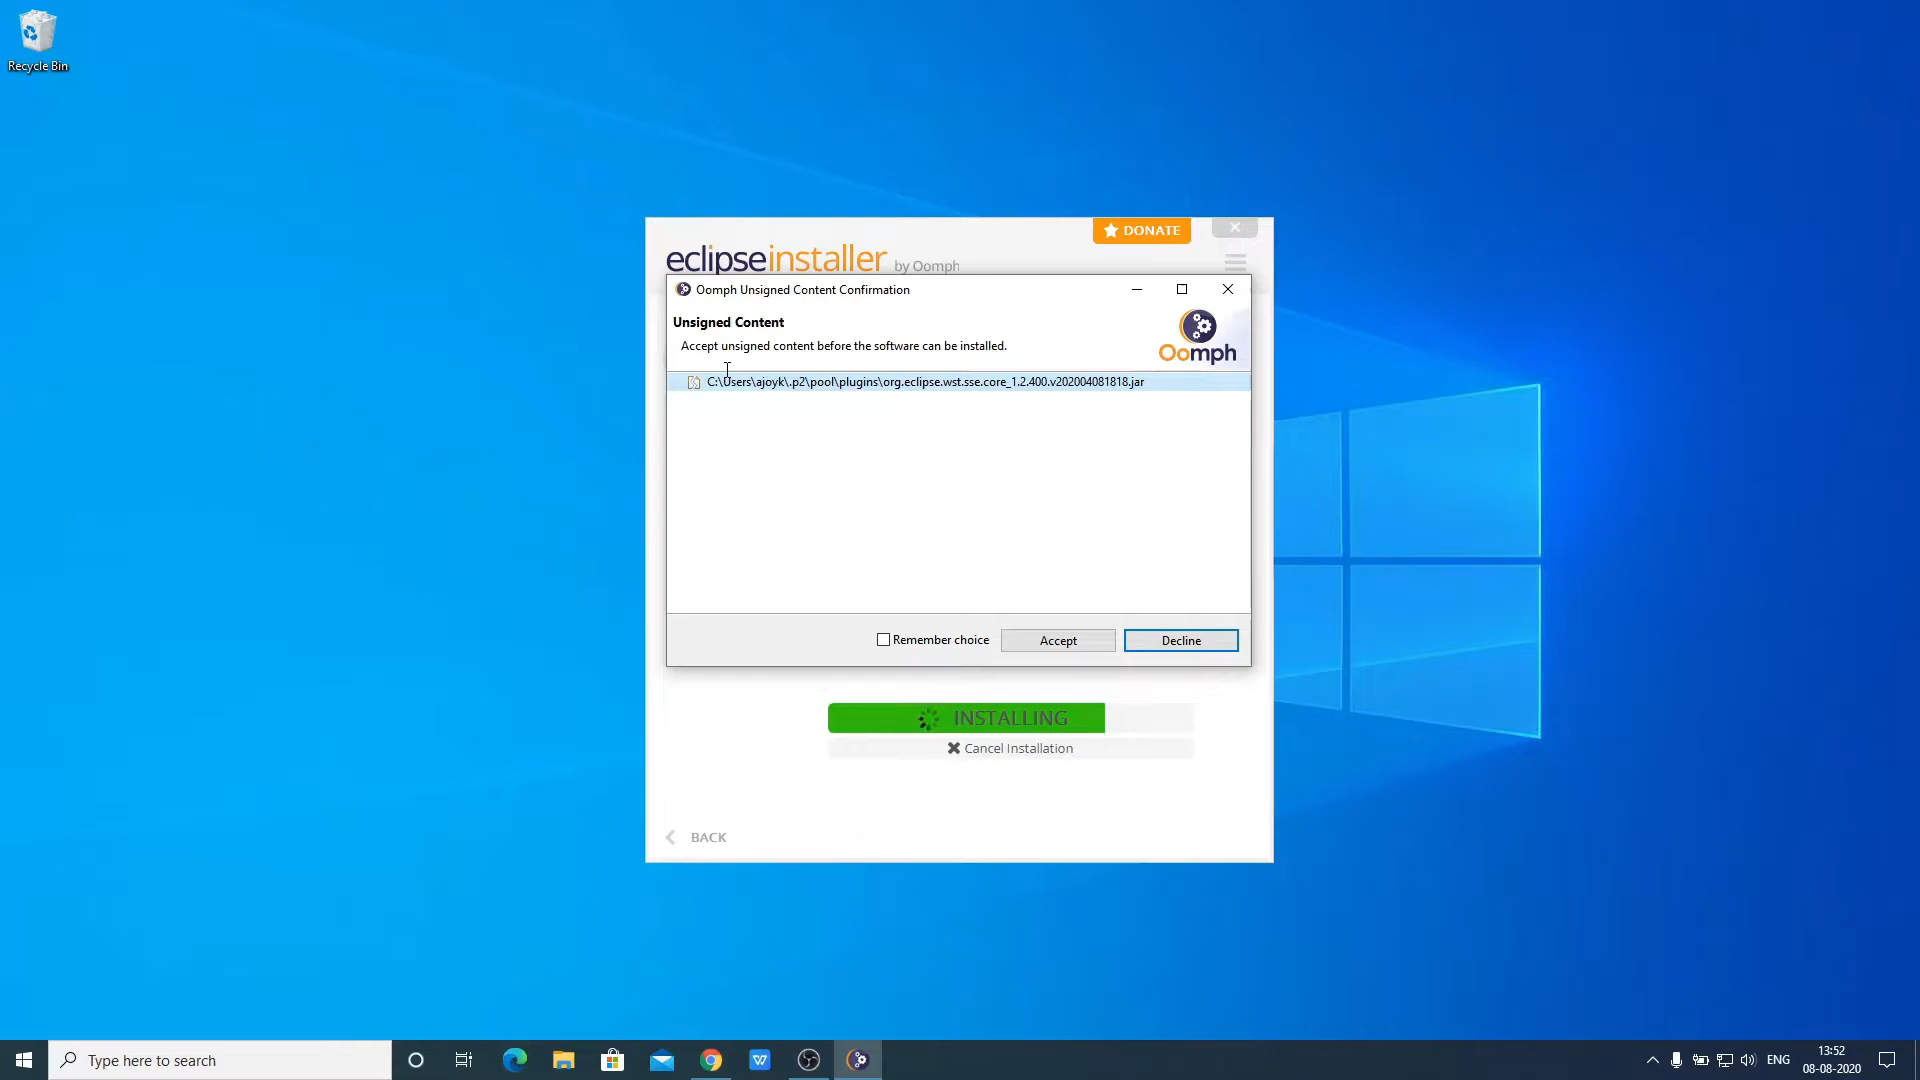 Recycle Bin
DONATE
eclipseinstaller by Oomph
Oomph Unsigned Content Confirmation
Unsigned Content
Accept unsigned content before the software can be installed.
Oomph
C:\Users\ajoyk\.p2\pool\plugins\org.eclipse.wst.sse.core_1.2.400.v202004081818.jar
Remember choice
Accept
Decline
INSTALLING
Cancel Installation
BACK
Type here to search
ENG
13:52
08-08-2020